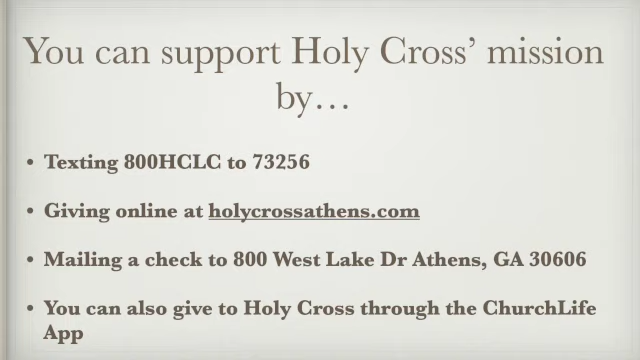 You can support Holy Cross’ mission
by…
• Texting 800HCLC to 73256
• Giving online at holycrossathens.com
• Mailing a check to 800 West Lake Dr Athens, GA 30606
• You can also give to Holy Cross through the ChurchLife
App